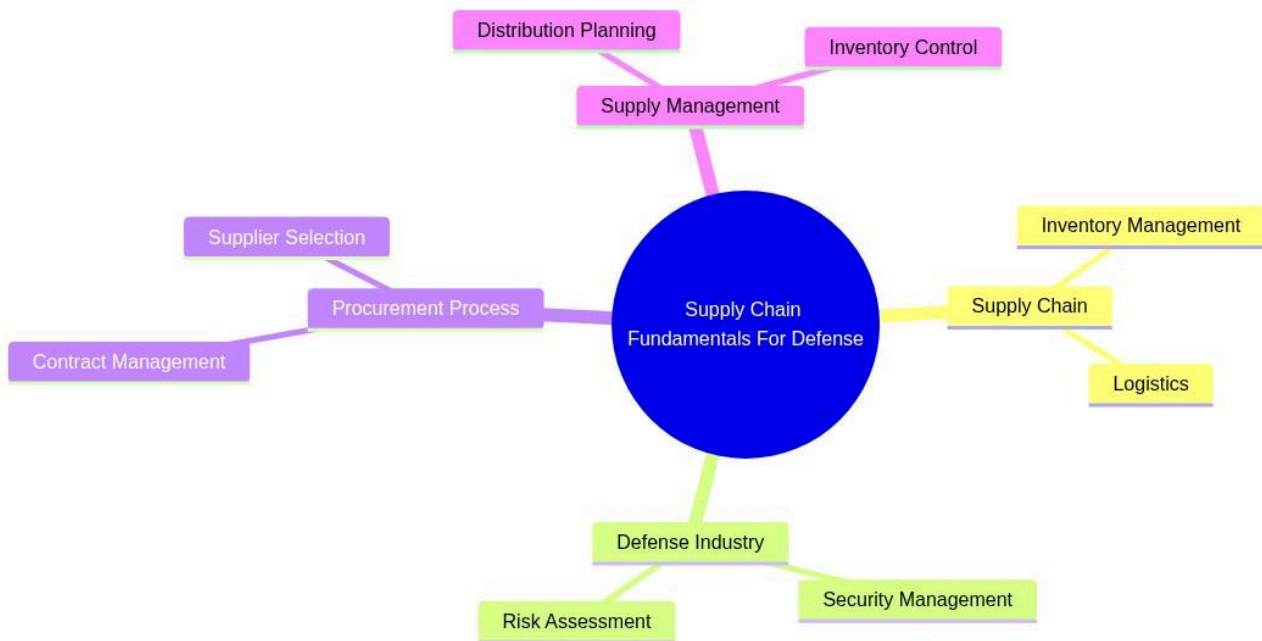 Distribution Planning
Inventory Control
Supply Management
Supplier Selection
Inventory Management
Procurement Process
Supply Chain
Fundamentals For Defense
Supply Chain
Contract Management
Logistics
Defense Industry
Security Management
Risk Assessment